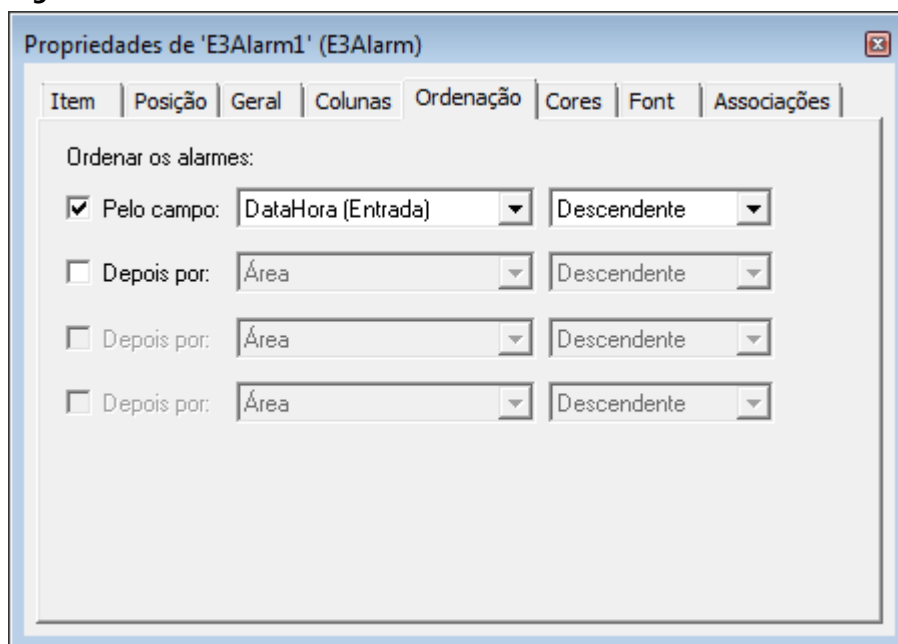 Propriedades de 'E3Alarm1' (E3Alarm)
Item Posição Geral Colunas Ordenação Cores Font Associações
Ordenar os alarmes:
Pelo campo: DataHora (Entrada) Descendente
Depois por: Área Descendente
Depois por: Área Descendente
Depois por: Área Descendente